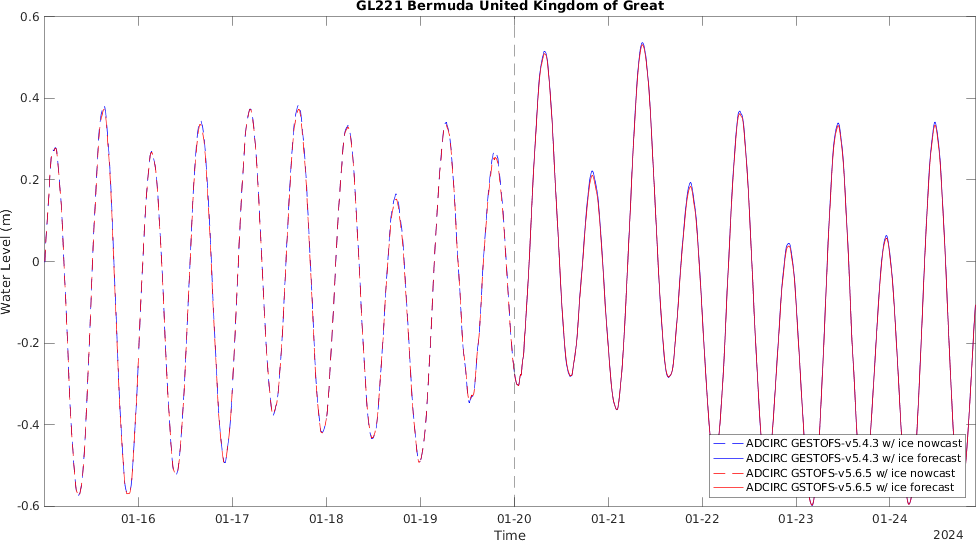 GL221 Bermuda United Kingdom of Great
0.6
0.4
0.2
0
-0.2
-0.4
-0.6
Water Level (m)
ADCIRC GESTOFS-v5.4.3 w/ ice nowcast
ADCIRC GESTOFS-v5.4.3 w/ ice forecast
ADCIRC GSTOFS-v5.6.5 w/ ice nowcast
ADCIRC GSTOFS-v5.6.5 w/ ice forecast
01-16 01-17 01-18 01-19 01-20 01-21 01-22 01-23 01-24
Time
2024